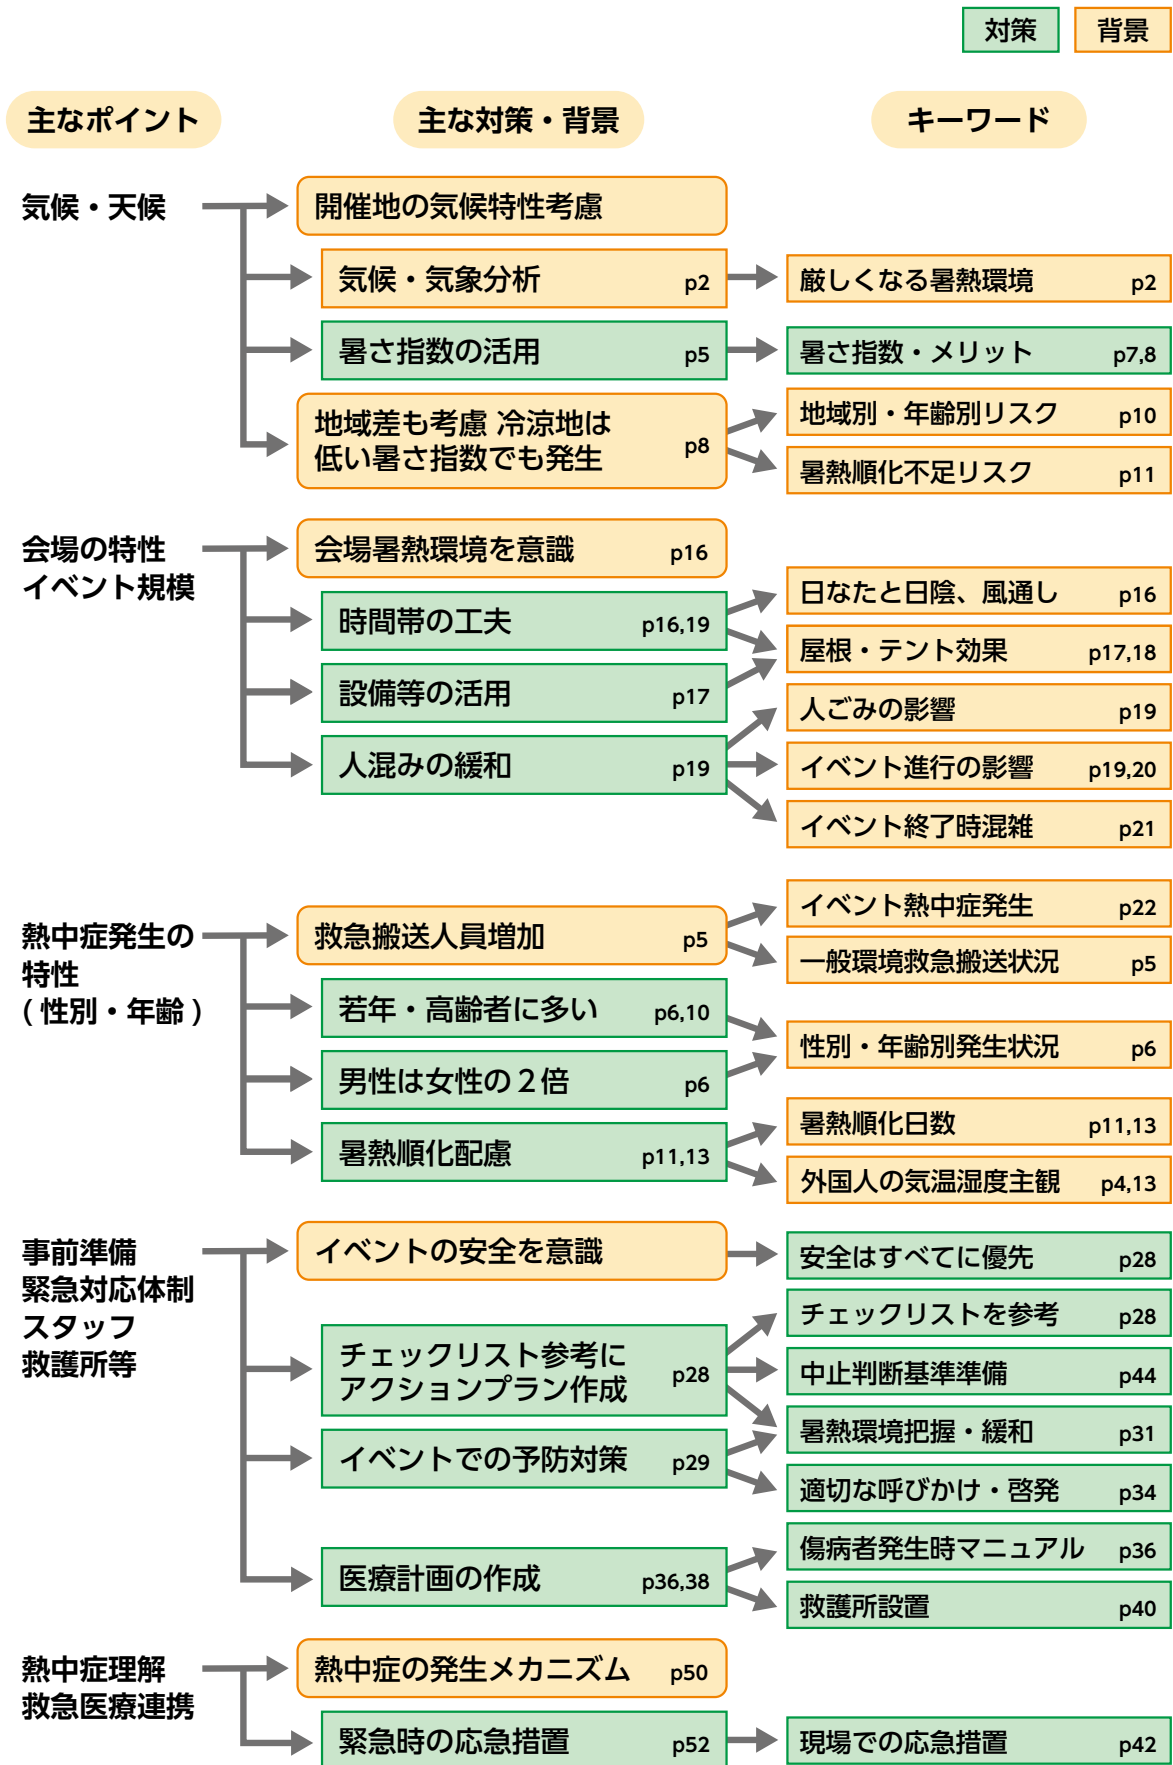 対策 背景
主なポイント 主な対策・背景 キーワード
気候・天候
開催地の気候特性考慮
気候・気象分析 p2
厳しくなる暑熱環境 p2
暑さ指数の活用 p5
暑さ指数・メリット p7,8
地域差も考慮 冷涼地は
低い暑さ指数でも発生 p8
地域別・年齢別リスク p10
暑熱順化不足リスク p11
会場の特性
イベント規模
会場暑熱環境を意識 p16
時間帯の工夫 p16,19
日なたと日陰、風通し p16
屋根・テント効果 p17,18
設備等の活用 p17
人混みの緩和 p19
人ごみの影響 p19
イベント進行の影響 p19,20
イベント終了時混雑 p21
熱中症発生の
特性
(性別・年齢)
救急搬送人員増加 p5
イベント熱中症発生 p22
一般環境救急搬送状況 p5
若年・高齢者に多い p6,10
男性は女性の2倍 p6
性別・年齢別発生状況 p6
暑熱順化配慮 p11,13
暑熱順化日数 p11,13
外国人の気温湿度主観 p4,13
事前準備
緊急対応体制
スタッフ
救護所等
イベントの安全を意識
安全はすべてに優先 p28
チェックリスト参考に
アクションプラン作成 p28
チェックリストを参考 p28
中止判断基準準備 p44
暑熱環境把握・緩和 p31
イベントでの予防対策 p29
適切な呼びかけ・啓発 p34
医療計画の作成 p36,38
傷病者発生時マニュアル p36
救護所設置 p40
熱中症理解
救急医療連携
熱中症の発生メカニズム p50
緊急時の応急措置 p52
現場での応急措置 p42